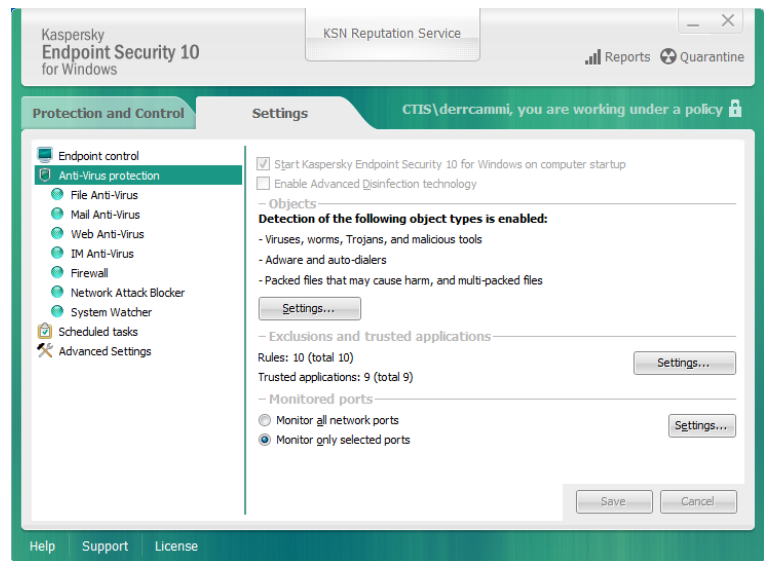 Kaspersky
Endpoint Security 10
for Windows
KSN Reputation Service
Reports
Quarantine
Protection and Control
Settings
CTIS\derrcammi, you are working under a policy
Endpoint control
Anti-Virus protection
File Anti-Virus
Mail Anti-Virus
Web Anti-Virus
IM Anti-Virus
Firewall
Network Attack Blocker
System Watcher
Scheduled tasks
Advanced Settings
Start Kaspersky Endpoint Security 10 for Windows on computer startup
Enable Advanced Disinfection technology
Objects
Detection of the following object types is enabled:
- Viruses, worms, Trojans, and malicious tools
- Adware and auto-dialers
- Packed files that may cause harm, and multi-packed files
Settings...
Exclusions and trusted applications
Rules: 10 (total 10)
Settings...
Trusted applications: 9 (total 9)
Monitored ports
Monitor all network ports
Settings...
Monitor only selected ports
Save
Cancel
Help
Support
License